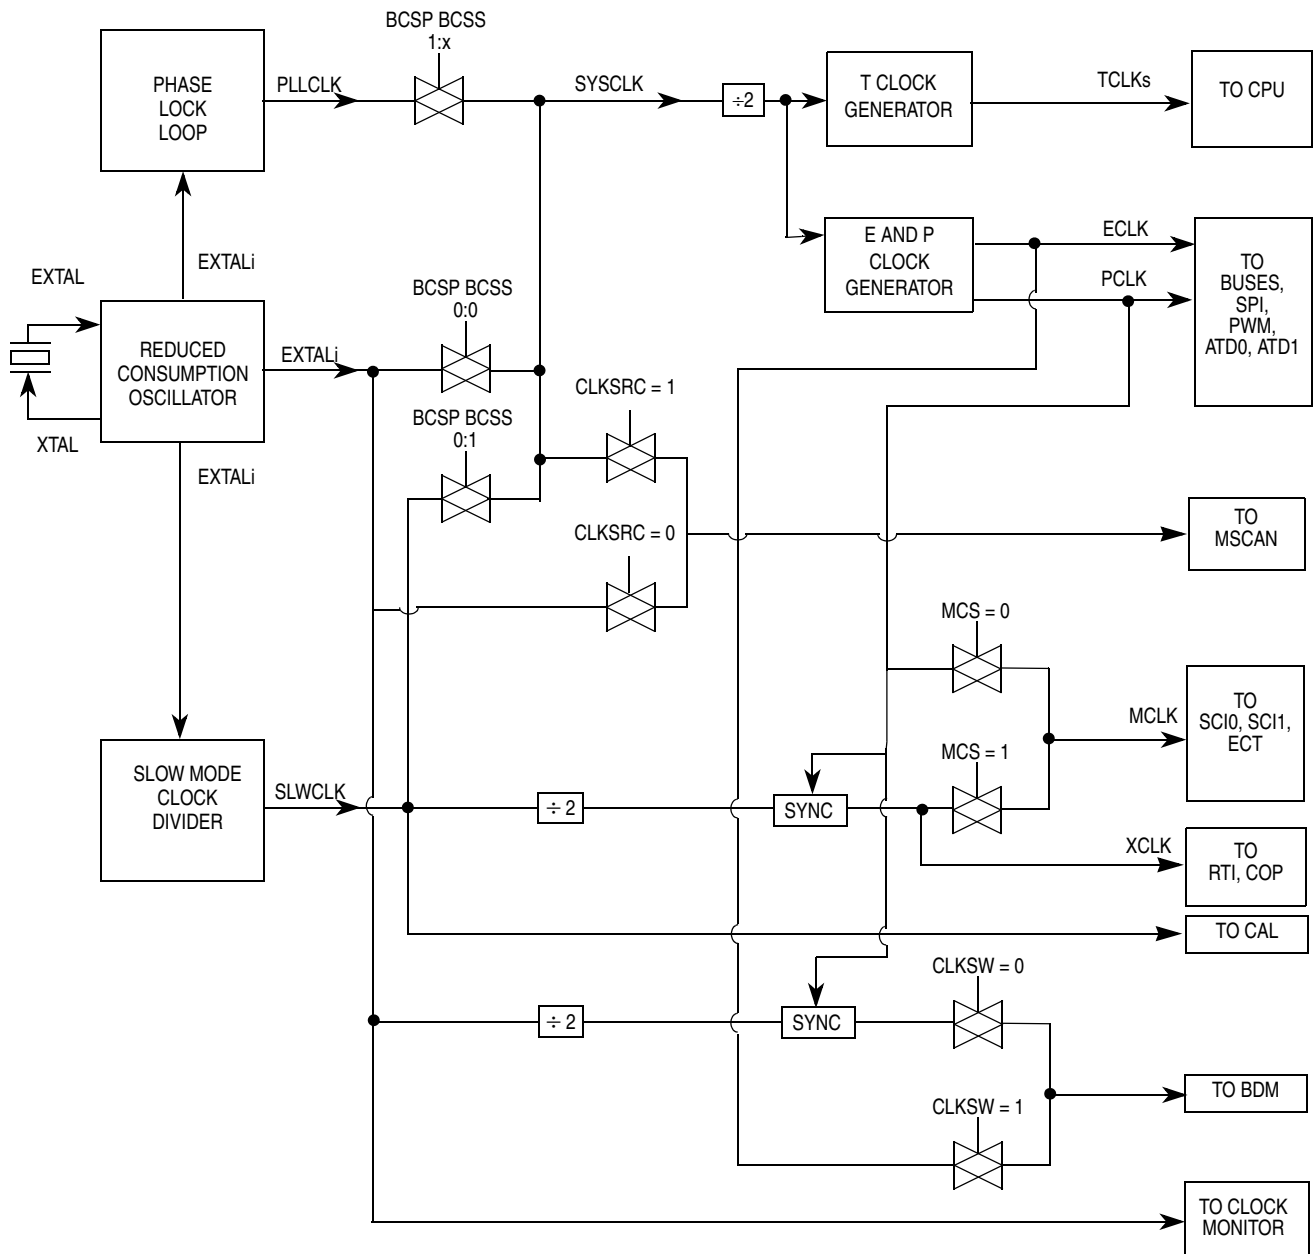 BCSP BCSS
1:x
PHASE
LOCK
LOOP
PLLCLK
SYSCLK
÷2
T CLOCK
GENERATOR
TCLKs
TO CPU
EXTALi
EXTAL
XTAL
REDUCED
CONSUMPTION
OSCILLATOR
EXTALi
BCSP BCSS
0:0
E AND P
CLOCK
GENERATOR
ECLK
PCLK
TO
BUSES,
SPI,
PWM,
ATD0, ATD1
CLKSRC = 1
BCSP BCSS
0:1
EXTALi
CLKSRC = 0
TO
MSCAN
MCS = 0
MCLK
TO
SCI0, SCI1,
ECT
MCS = 1
SLOW MODE
CLOCK
DIVIDER
SLWCLK
÷ 2
SYNC
XCLK
TO
RTI, COP
TO CAL
CLKSW = 0
÷ 2
SYNC
TO BDM
CLKSW = 1
TO CLOCK
MONITOR